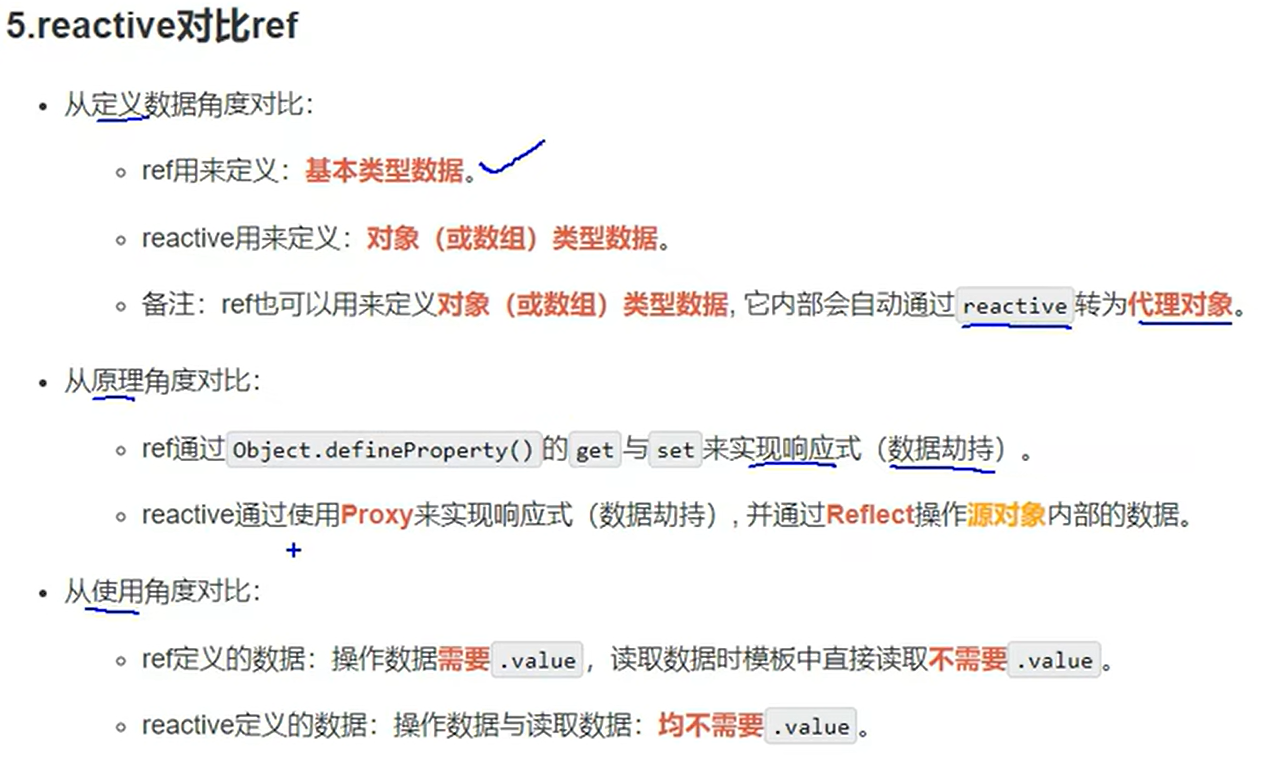 5.reactive对比ref
从定义数据角度对比：
ref用来定义：基本类型数据。
reactive用来定义：对象（或数组）类型数据。
备注：ref也可以用来定义对象（或数组）类型数据, 它内部会自动通过reactive转为代理对象。
从原理角度对比：
ref通过Object.defineProperty()的get与set来实现响应式（数据劫持）。
reactive通过使用Proxy来实现响应式（数据劫持）, 并通过Reflect操作源对象内部的数据。
从使用角度对比：
ref定义的数据：操作数据需要.value，读取数据时模板中直接读取不需要.value。
reactive定义的数据：操作数据与读取数据：均不需要.value。